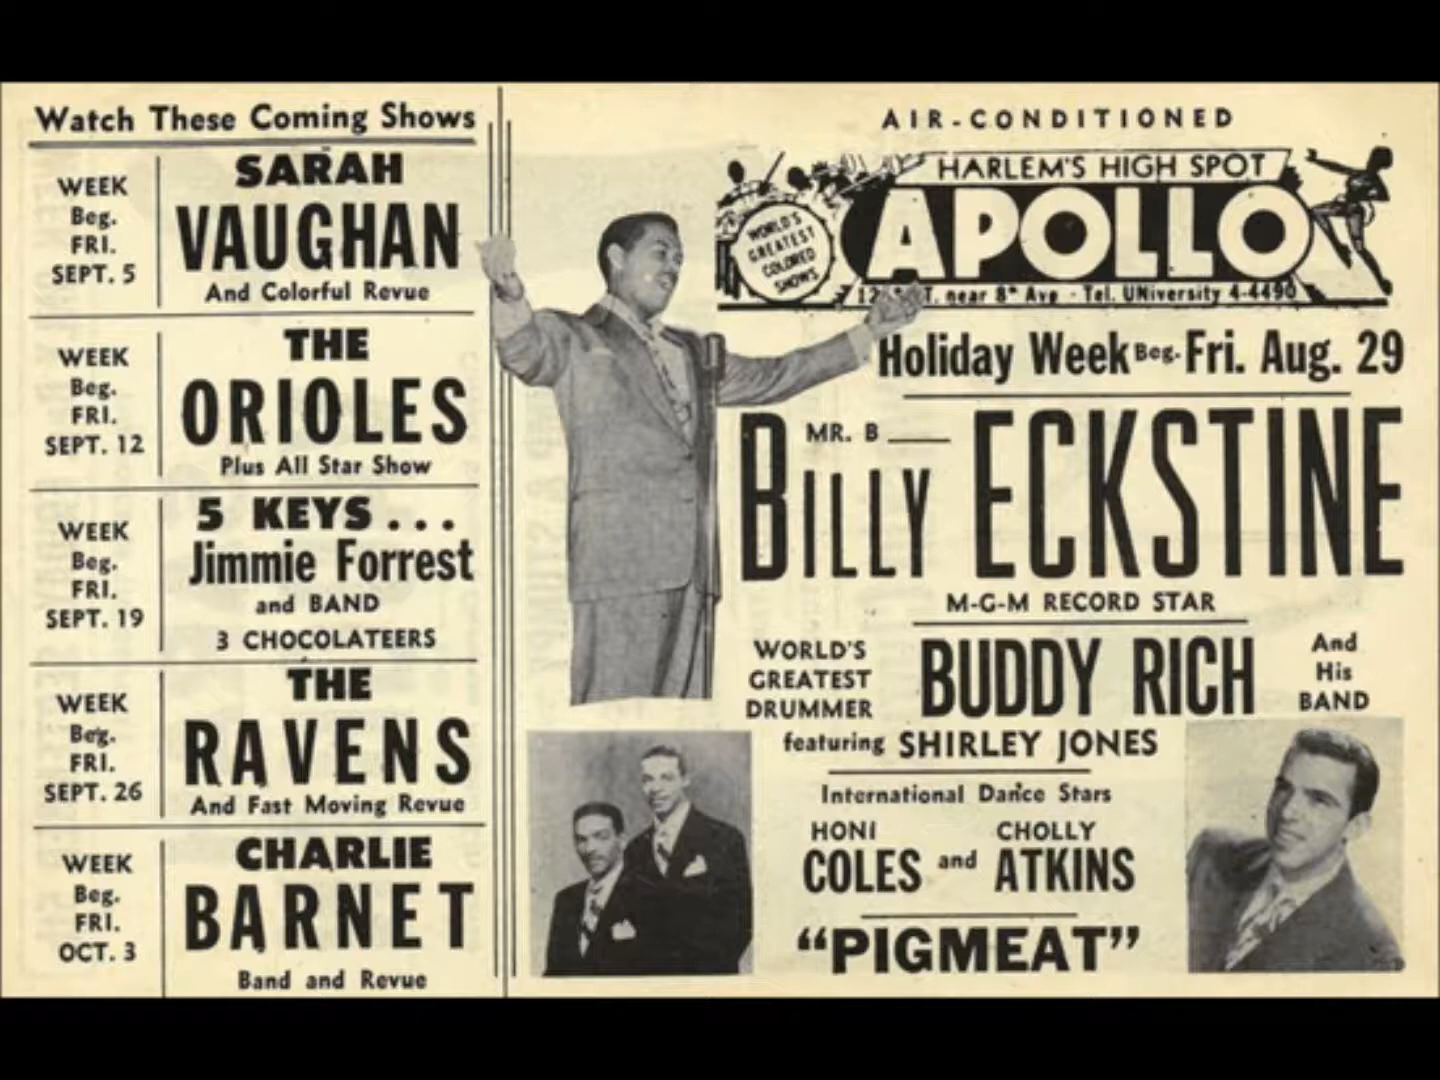 Watch These Coming Shows
WEEK
Beg.
FRI.
SEPT. 5
SARAH
VAUGHAN
And Colorful Revue
WEEK
Beg.
FRI.
SEPT. 12
THE
ORIOLES
Plus All Star Show
WEEK
Beg.
FRI.
SEPT. 19
5 KEYS...
Jimmie Forrest
and BAND
3 CHOCOLATEERS
WEEK
Beg.
FRI.
SEPT. 26
THE
RAVENS
And Fast Moving Revue
WEEK
Beg.
FRI.
OCT. 3
CHARLIE
BARNET
Band and Revue
AIR-CONDITIONED
HARLEM'S HIGH SPOT
APOLLO
WORLD'S
GREATEST
COLORED
SHOWS
near 8th Ave - Tel. UNiversity 4-4490
Holiday Week Beg. Fri. Aug. 29
MR. B
BILLY ECKSTINE
M-G-M RECORD STAR
WORLD'S
GREATEST
DRUMMER
BUDDY RICH
And
His
BAND
featuring SHIRLEY JONES
International Dance Stars
HONI
COLES and
CHOLLY
ATKINS
"PIGMEAT"